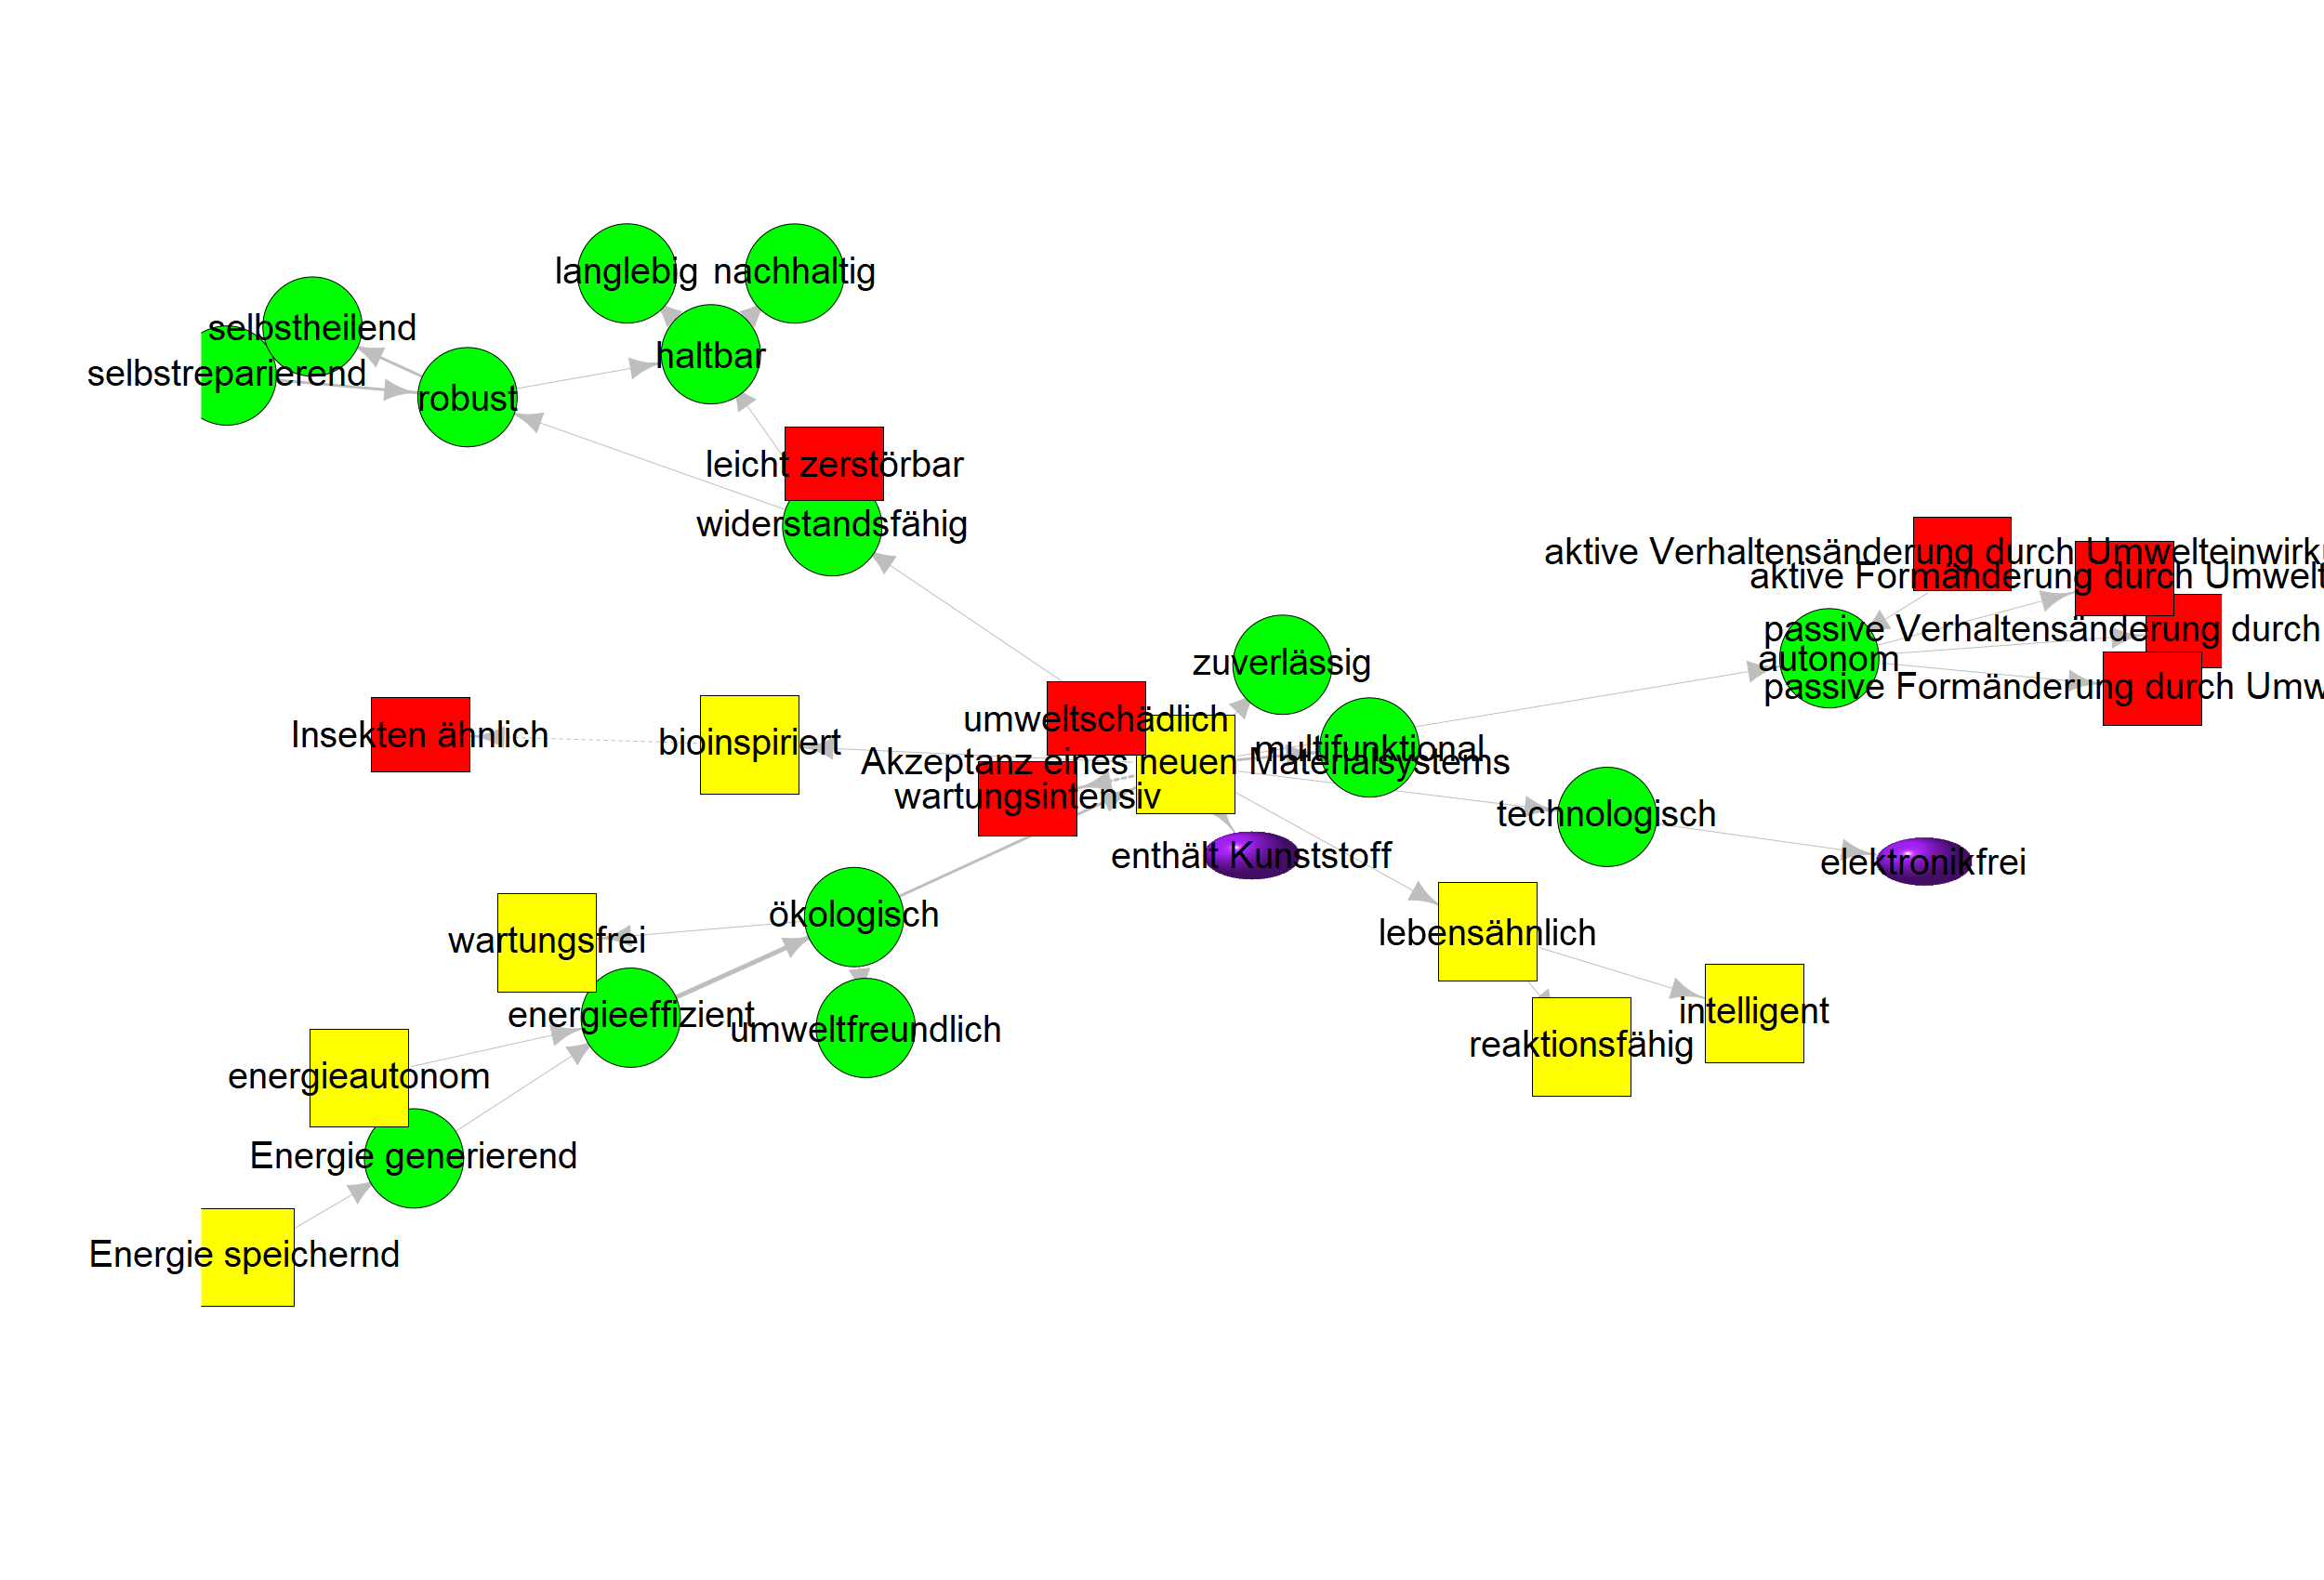 langlebig
nachhaltig
selbstheilend
haltbar
selbstreparierend
robust
leicht zerstörbar
widerstandsfähig
aktive Verhaltensänderung durch Umwelteinwirk
aktive Formänderung durch Umwelt
passive Verhaltensänderung durch
autonom
passive Formänderung durch Umw
zuverlässig
umweltschädlich
Insekten ähnlich
bioinspiriert
multifunktional
Akzeptanz eines neuen Materialsystems
wartungsintensiv
technologisch
enthält Kunststoff
elektronikfrei
ökologisch
lebensähnlich
wartungsfrei
energieeffizient
umweltfreundlich
intelligent
reaktionsfähig
energieautonom
Energie generierend
Energie speichernd